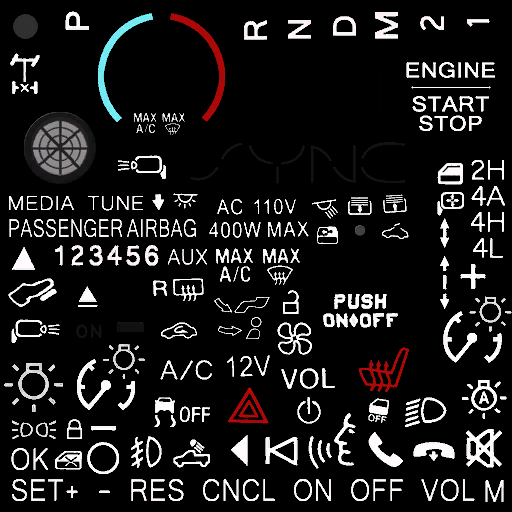 P R N D M 2 1
ENGINE
START
STOP
MAX MAX
A/C
SYNC
2H
4A
4H
4L
MEDIA TUNE AC 110V
PASSENGER AIRBAG 400W MAX
123456 AUX MAX MAX
A/C
R
PUSH
ON OFF
ON
A/C 12V VOL
OFF
OFF
A
OK
SET+ - RES CNCL ON OFF VOL M